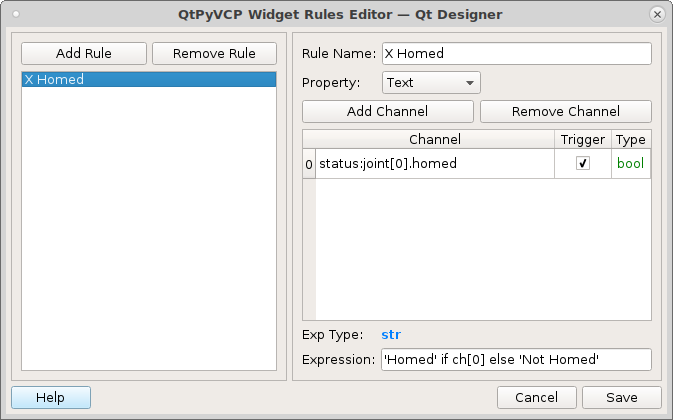 QtPyVCP Widget Rules Editor — Qt Designer
Add Rule
Remove Rule
X Homed
Rule Name: X Homed
Property: Text
Add Channel
Remove Channel
Channel Trigger Type
0 status:joint[0].homed bool
Exp Type: str
Expression: 'Homed' if ch[0] else 'Not Homed'
Help
Cancel
Save